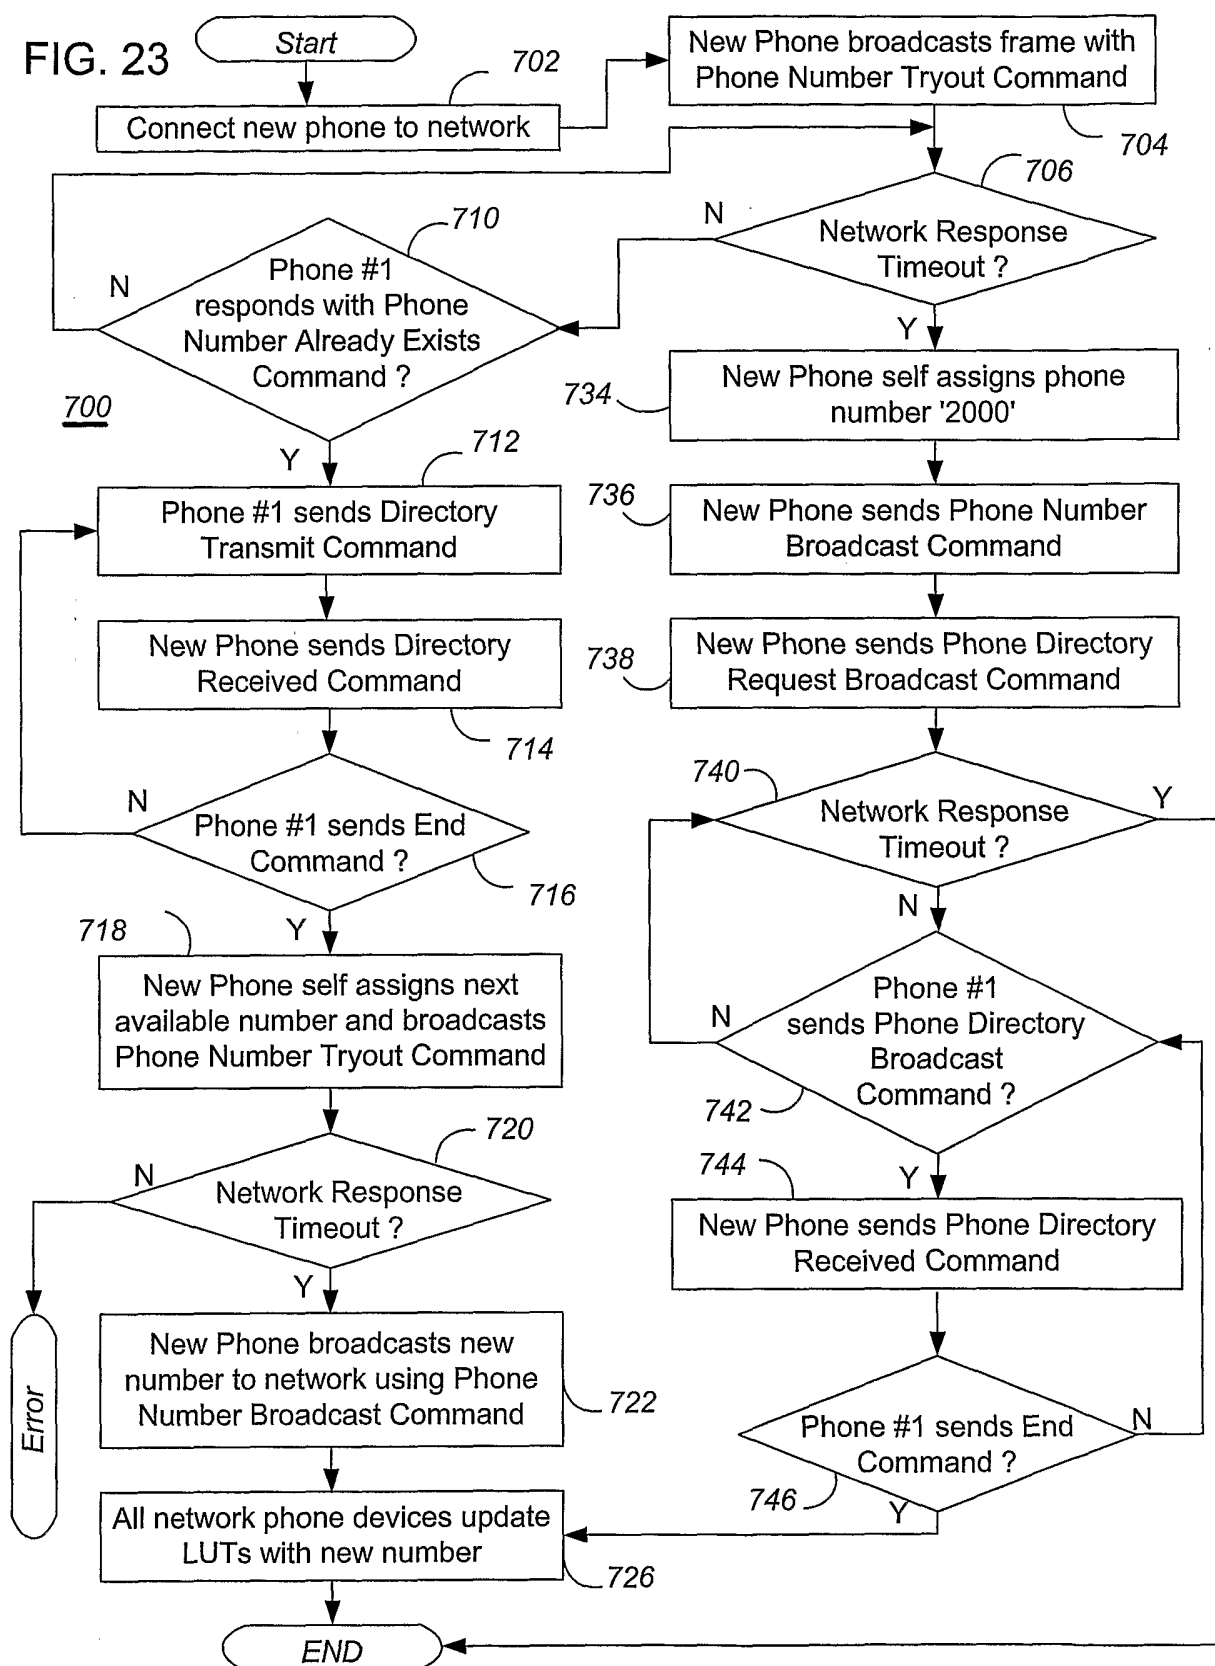 FIG. 23
Start
702
Connect new phone to network
New Phone broadcasts frame with
Phone Number Tryout Command
704
706
Network Response
Timeout ?
N
Y
710
Phone #1
responds with Phone
Number Already Exists
Command ?
N
Y
700
712
Phone #1 sends Directory
Transmit Command
New Phone sends Directory
Received Command
714
Phone #1 sends End
Command ?
N
716
Y
718
New Phone self assigns next
available number and broadcasts
Phone Number Tryout Command
720
Network Response
Timeout ?
N
Y
Error
New Phone broadcasts new
number to network using Phone
Number Broadcast Command
722
All network phone devices update
LUTs with new number
726
END
734
New Phone self assigns phone
number '2000'
736
New Phone sends Phone Number
Broadcast Command
738
New Phone sends Phone Directory
Request Broadcast Command
740
Network Response
Timeout ?
Y
N
Phone #1
sends Phone Directory
Broadcast
Command ?
N
742
Y
744
New Phone sends Phone Directory
Received Command
Phone #1 sends End
Command ?
N
746
Y